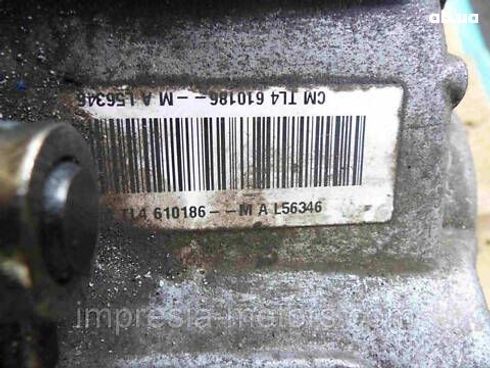 CM TL4 610186--M A L56346
TL4 610186--M A L56346
impresia-motors.com